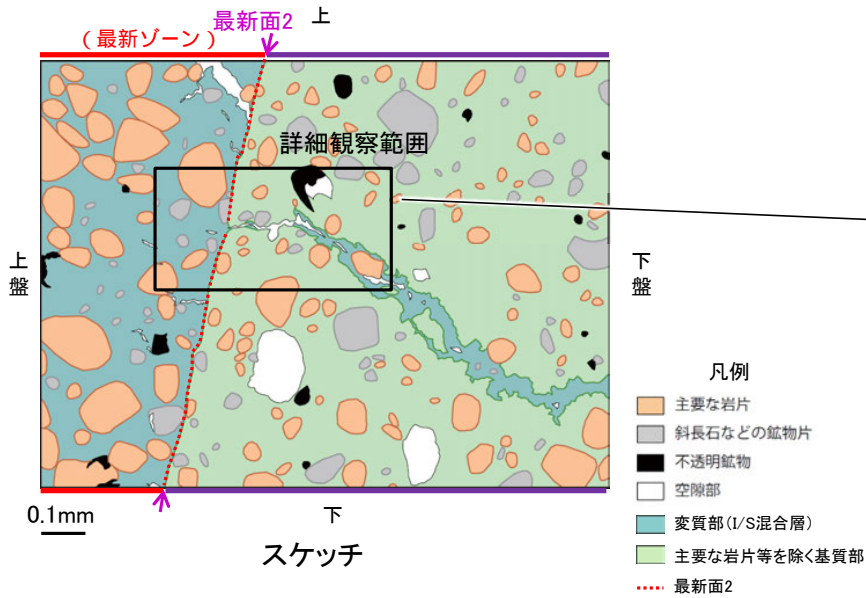 最新面2
上
(最新ゾーン)
詳細観察範囲
上盤
下盤
0.1mm
下
スケッチ
凡例
主要な岩片
斜長石などの鉱物片
不透明鉱物
空隙部
変質部(I/S混合層)
主要な岩片等を除く基質部
最新面2